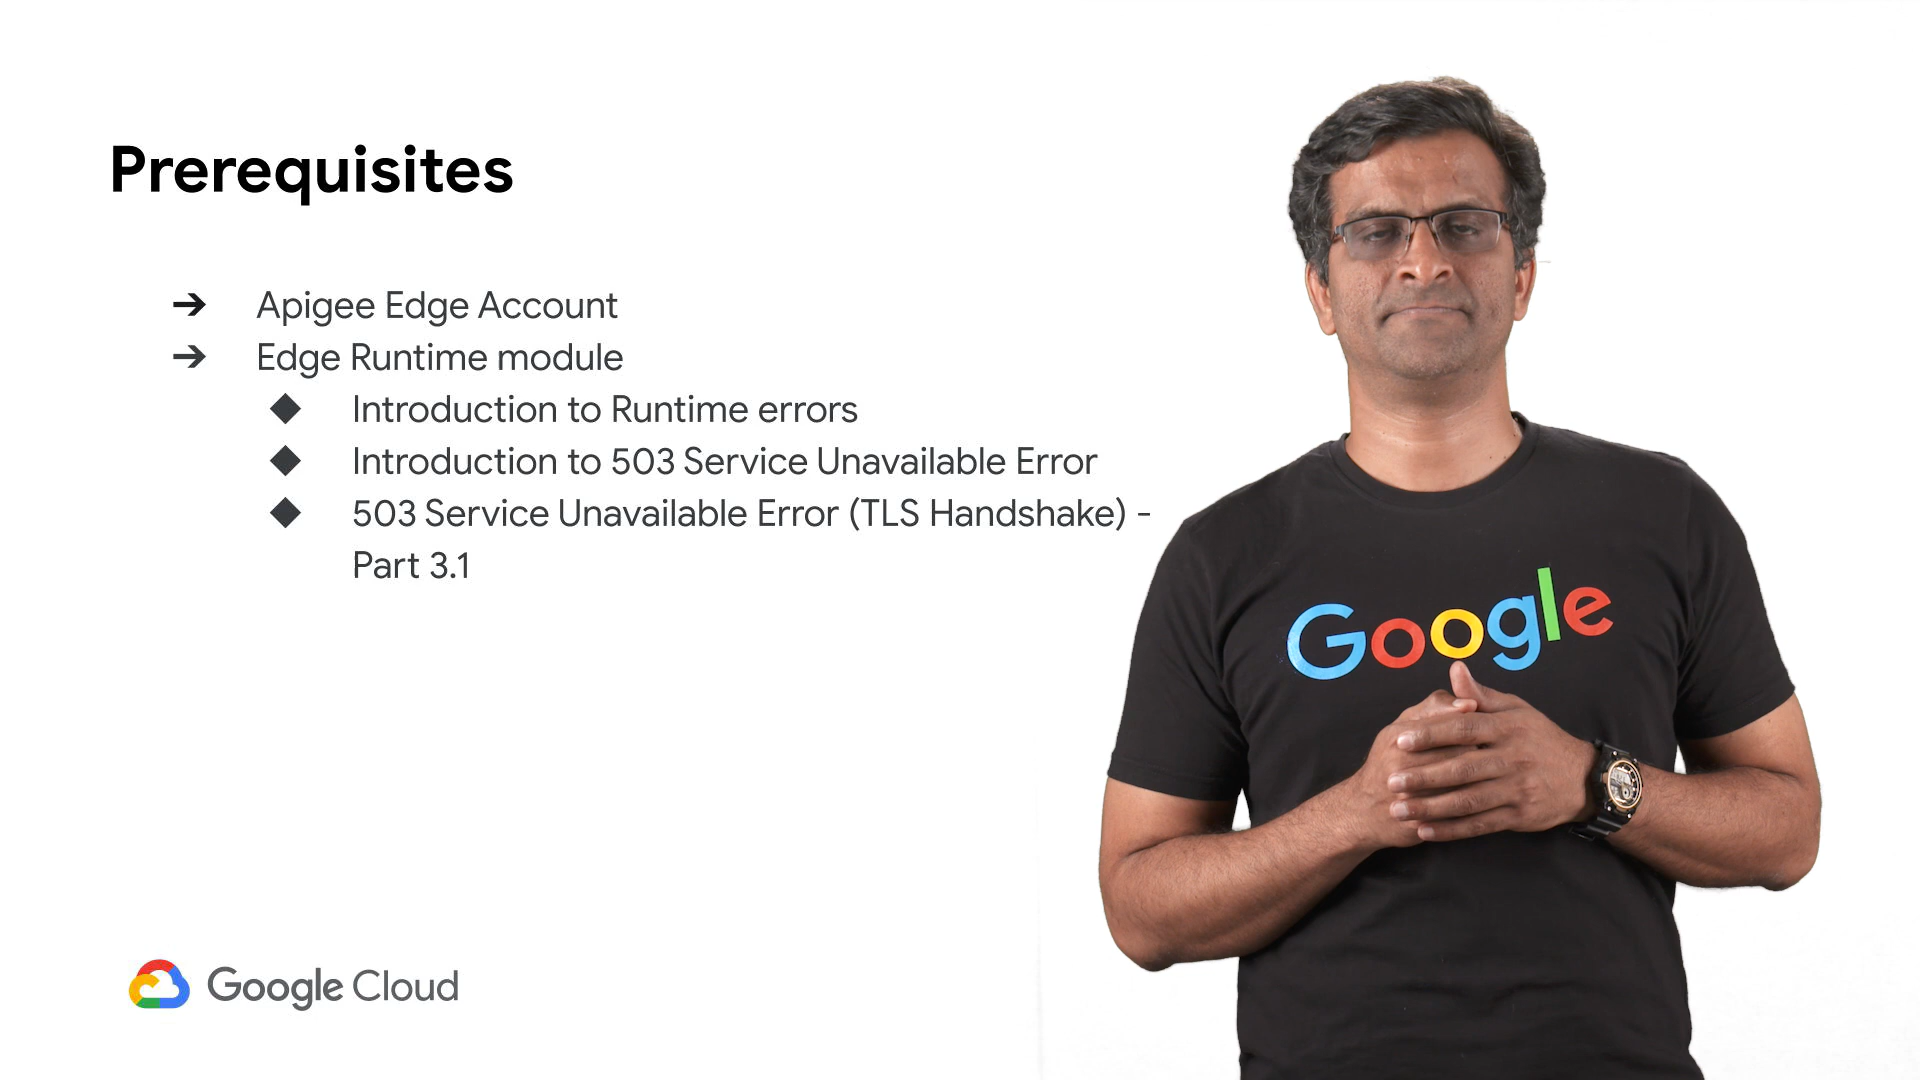 Prerequisites
➔ Apigee Edge Account
➔ Edge Runtime module
◆ Introduction to Runtime errors
◆ Introduction to 503 Service Unavailable Error
◆ 503 Service Unavailable Error (TLS Handshake) -
Part 3.1
Google
Google Cloud